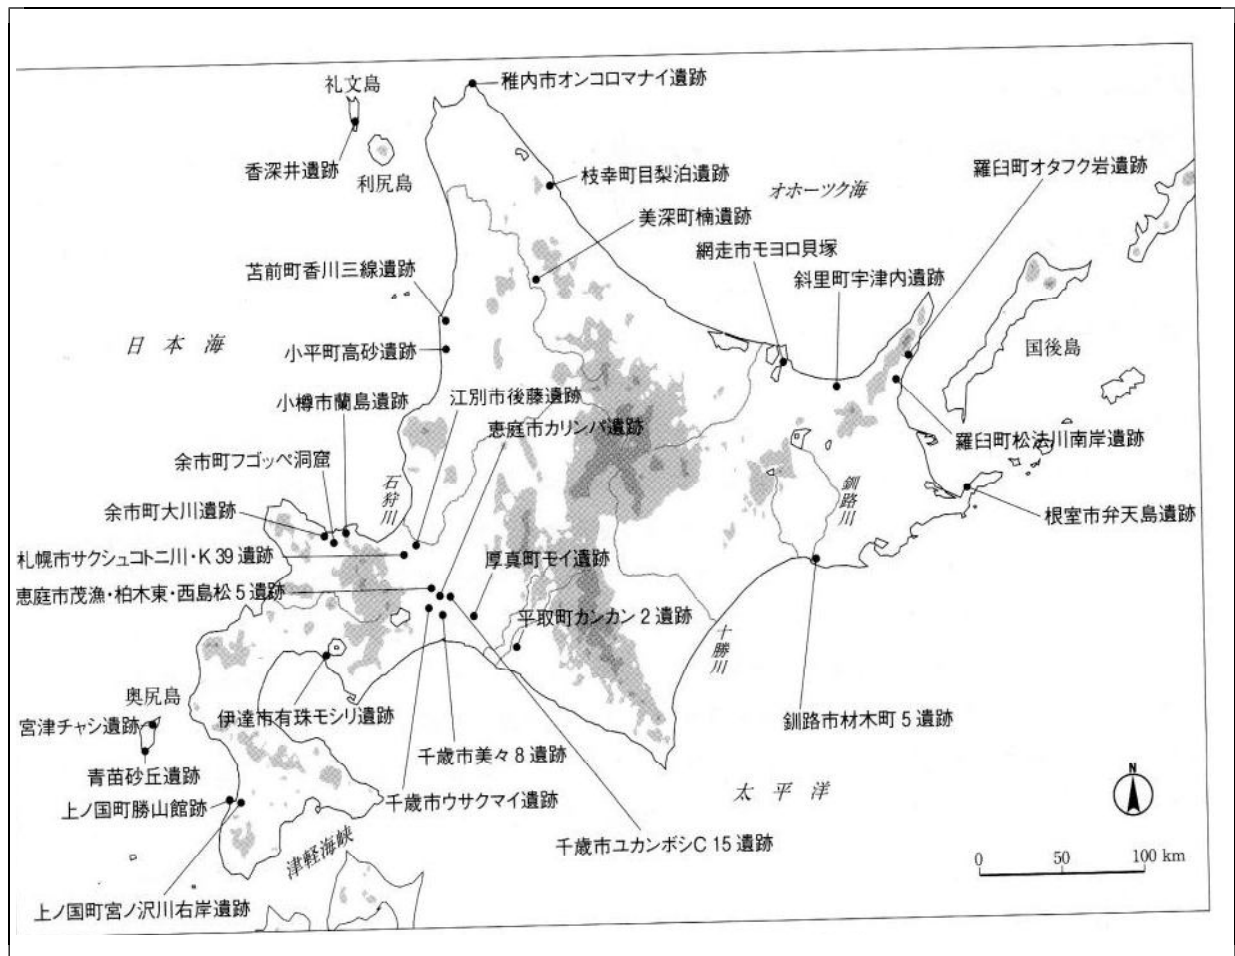 稚内市オンコロマナイ遺跡
礼文島
香深井遺跡
利尻島
枝幸町目梨泊遺跡
オホーツク海
羅臼町オタフク岩遺跡
美深町楠遺跡
網走市モヨロ貝塚
苫前町香川三線遺跡
斜里町宇津内遺跡
日本海
小平町高砂遺跡
国後島
江別市後藤遺跡
小樽市蘭島遺跡
恵庭市カリンバ遺跡
羅臼町松法川南岸遺跡
余市町フゴッペ洞窟
石狩川
釧路川
余市町大川遺跡
根室市弁天島遺跡
札幌市サクシュコトニ川・K39遺跡
厚真町モイ遺跡
恵庭市茂漁・柏木東・西島松5遺跡
平取町カンカン2遺跡
十勝川
奥尻島
宮津チャシ遺跡
伊達市有珠モシリ遺跡
釧路市材木町5遺跡
千歳市美々8遺跡
青苗砂丘遺跡
N
太平洋
上ノ国町勝山館跡
千歳市ウサクマイ遺跡
津軽海峡
千歳市ユカンボシC15遺跡
0 50 100 km
上ノ国町宮ノ沢川右岸遺跡